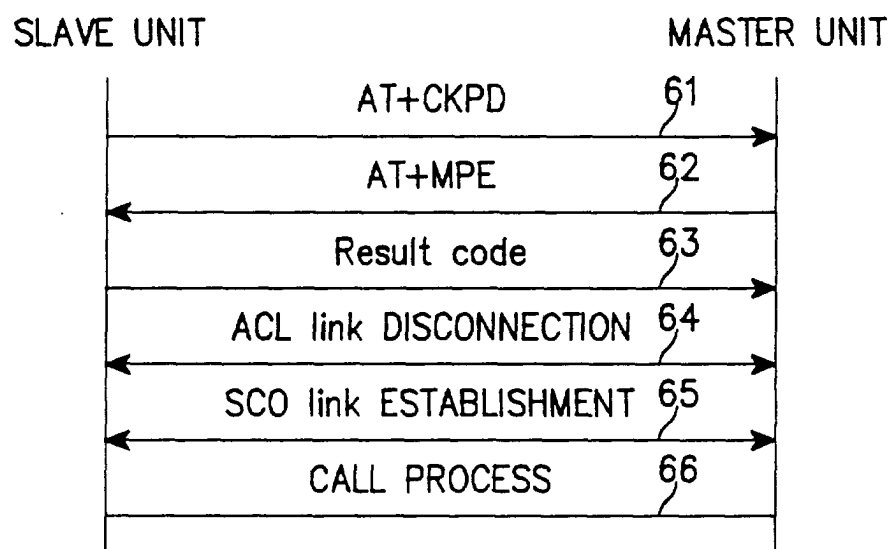 SLAVE UNIT MASTER UNIT
AT+CKPD 61
AT+MPE 62
Result code 63
ACL link DISCONNECTION 64
SCO link ESTABLISHMENT 65
CALL PROCESS 66